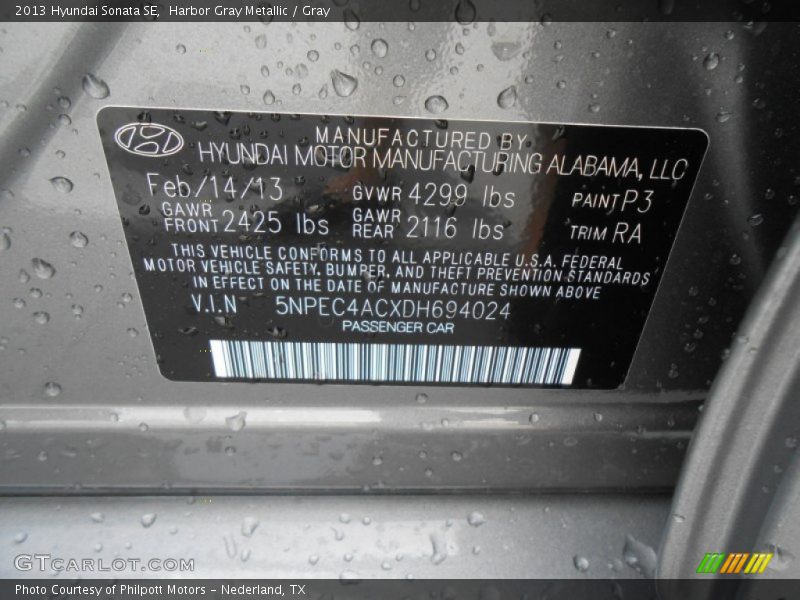 2013 Hyundai Sonata SE, Harbor Gray Metallic / Gray
MANUFACTURED BY
HYUNDAI MOTOR MANUFACTURING ALABAMA, LLC
Feb/14/13 GVWR 4299 lbs PAINT P3
GAWR FRONT 2425 lbs GAWR REAR 2116 lbs TRIM RA
THIS VEHICLE CONFORMS TO ALL APPLICABLE U.S.A. FEDERAL
MOTOR VEHICLE SAFETY, BUMPER, AND THEFT PREVENTION STANDARDS
IN EFFECT ON THE DATE OF MANUFACTURE SHOWN ABOVE
V.I.N 5NPEC4ACXDH694024
PASSENGER CAR
GTCARLOT.COM
Photo Courtesy of Philpott Motors - Nederland, TX